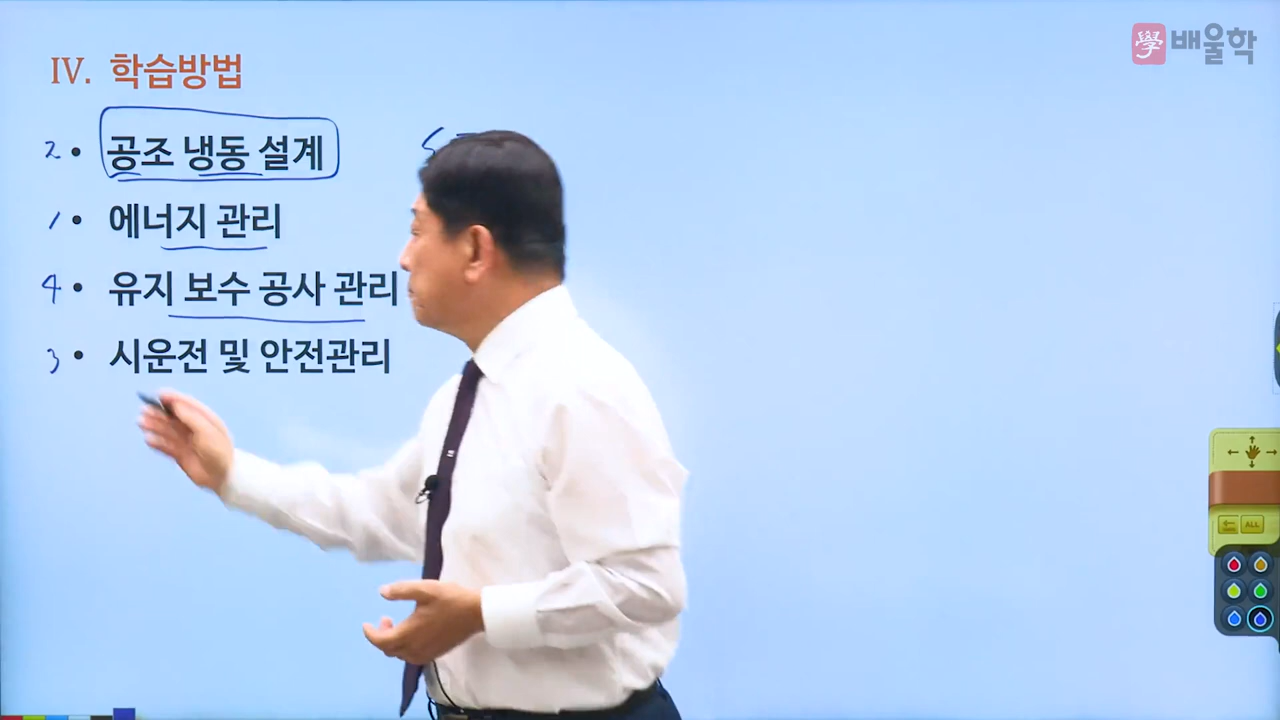 學 배울학
IV. 학습방법
2 • 공조 냉동 설계
1 • 에너지 관리
4 • 유지 보수 공사 관리
3 • 시운전 및 안전관리
ALL